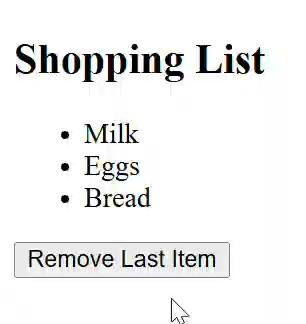 Shopping List
Milk
Eggs
Bread
Remove Last Item